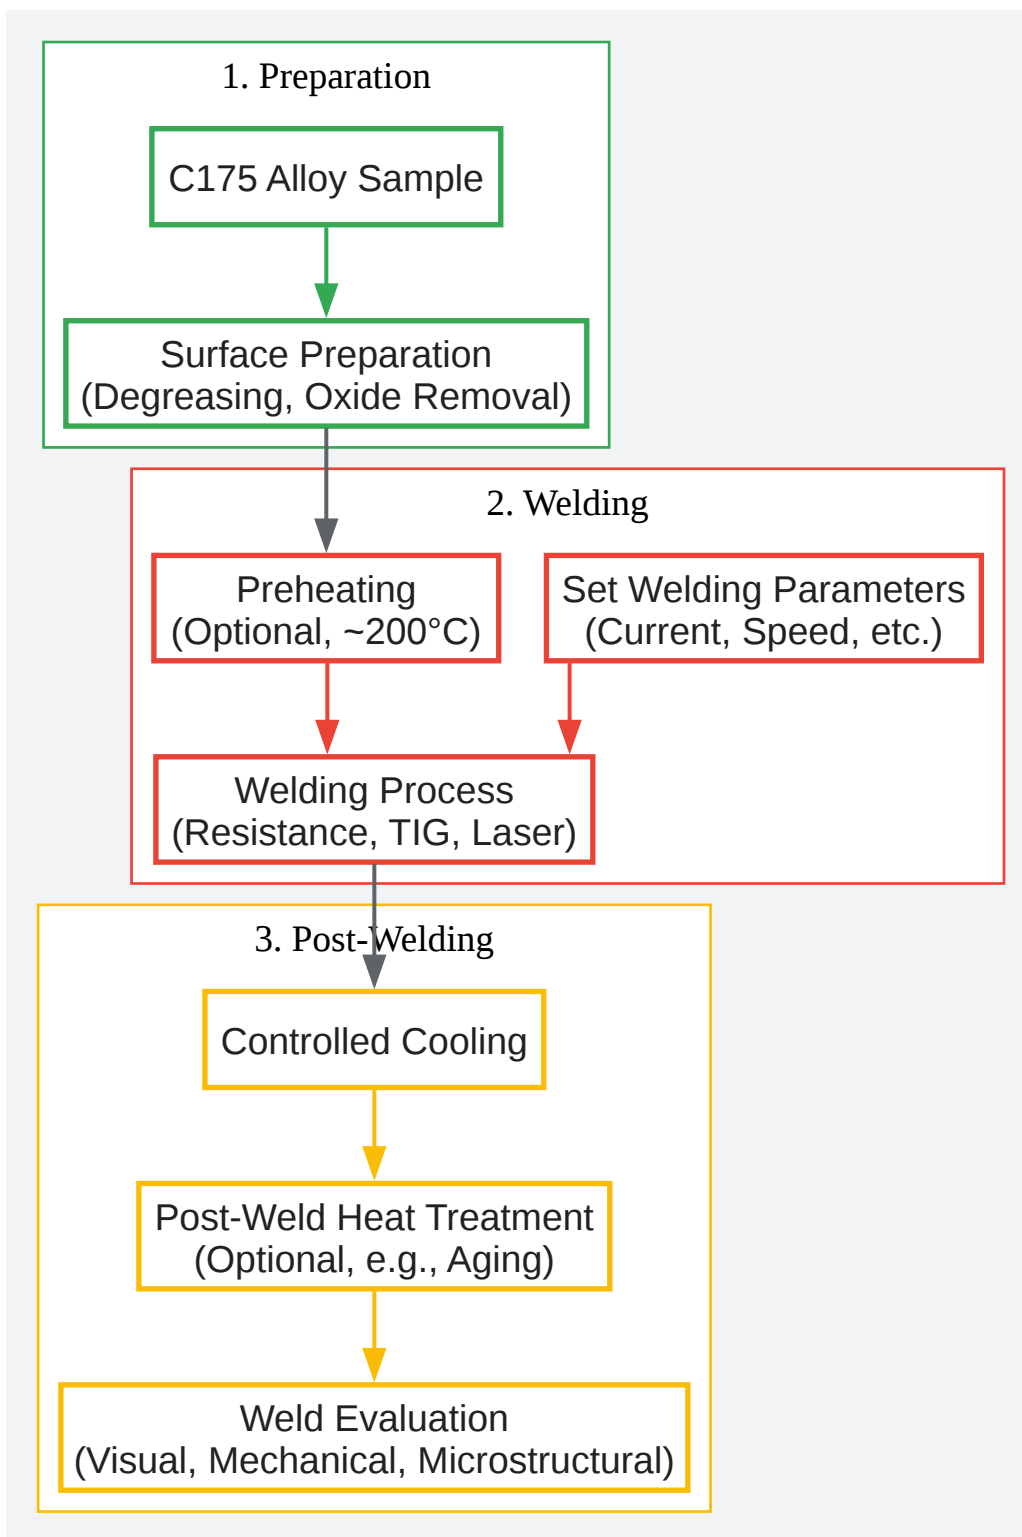 1. Preparation
C175 Alloy Sample
Surface Preparation
(Degreasing, Oxide Removal)
2. Welding
Preheating
(Optional, ~200°C)
Set Welding Parameters
(Current, Speed, etc.)
Welding Process
(Resistance, TIG, Laser)
3. Post-Welding
Controlled Cooling
Post-Weld Heat Treatment
(Optional, e.g., Aging)
Weld Evaluation
(Visual, Mechanical, Microstructural)